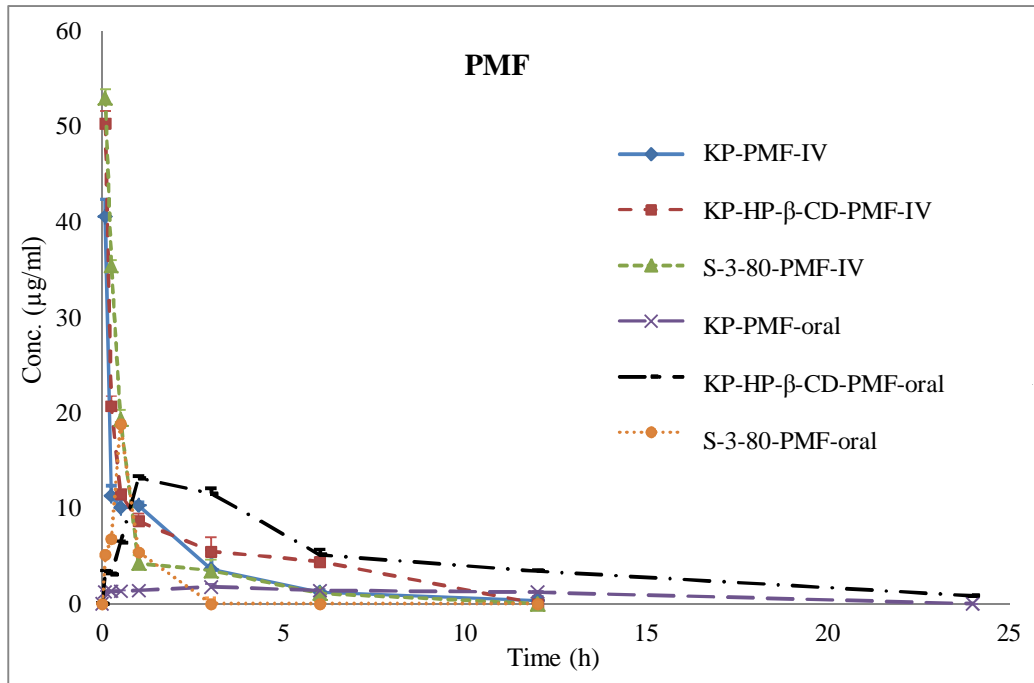 PMF
60
50
40
30
20
10
0
Conc. (µg/ml)
0 5 10 15 20 25
Time (h)
KP-PMF-IV
KP-HP-β-CD-PMF-IV
S-3-80-PMF-IV
KP-PMF-oral
KP-HP-β-CD-PMF-oral
S-3-80-PMF-oral